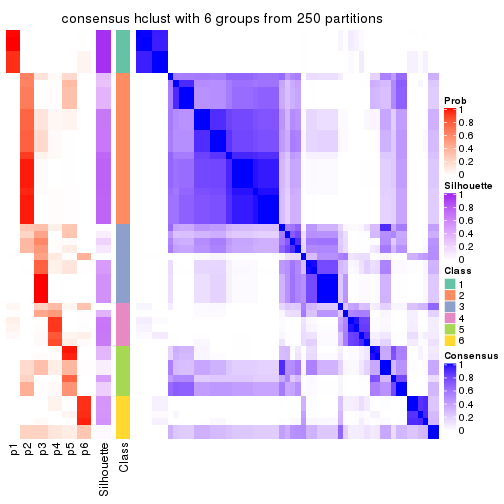 consensus hclust with 6 groups from 250 partitions
Prob
1
0.8
0.6
0.4
0.2
0
Silhouette
1
0.8
0.6
0.4
0.2
0
Class
1
2
3
4
5
6
Consensus
1
0.8
0.6
0.4
0.2
0
p1
p2
p3
p4
p5
p6
Silhouette
Class